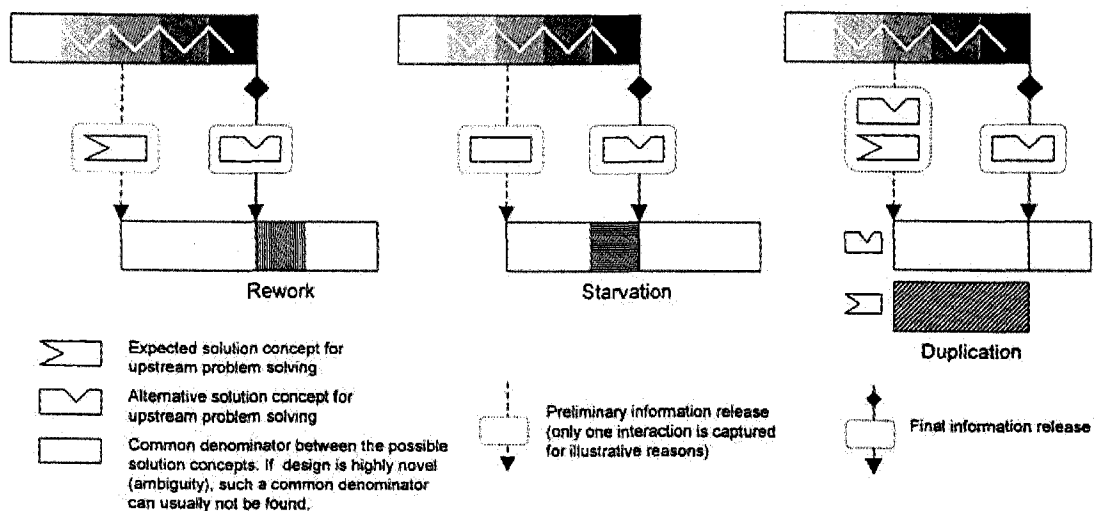 Rework
Starvation
Duplication
Expected solution concept for
upstream problem solving
Alternative solution concept for
upstream problem solving
Common denominator between the possible
solution concepts. If design is highly novel
(ambiguity), such a common denominator
can usually not be found.
Preliminary information release
(only one interaction is captured
for illustrative reasons)
Final information release